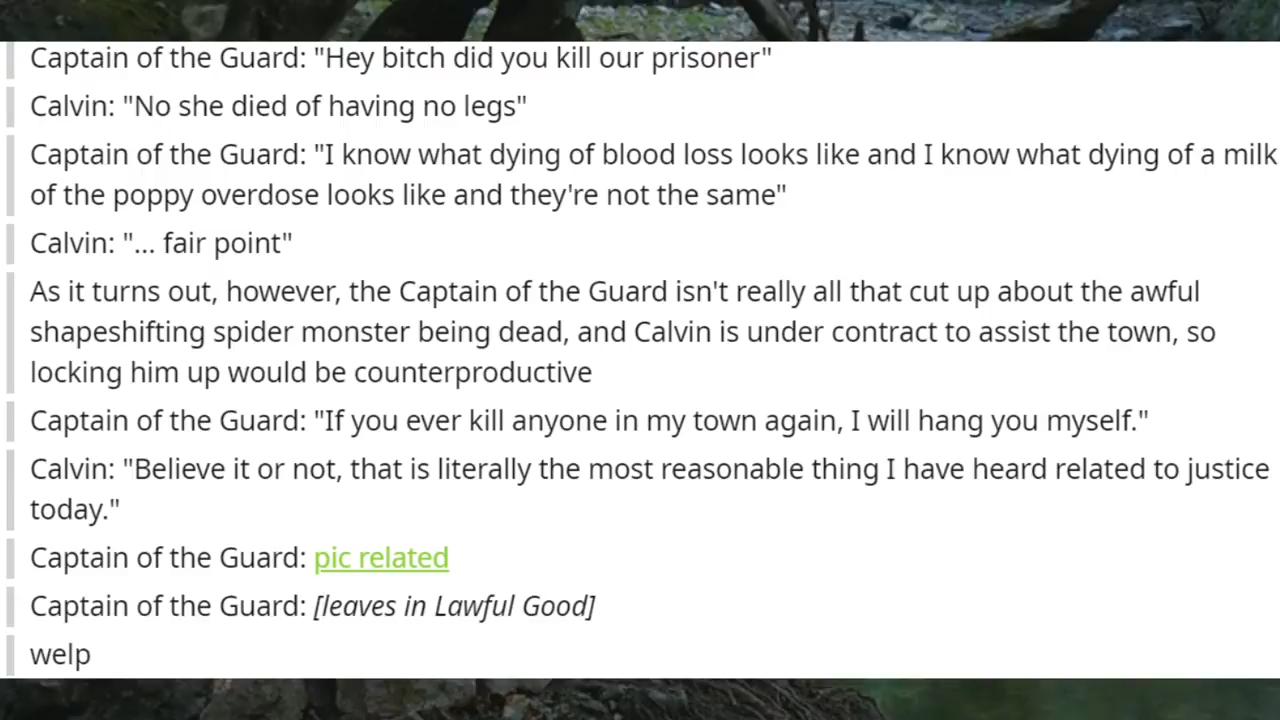 Captain of the Guard: "Hey bitch did you kill our prisoner"
Calvin: "No she died of having no legs"
Captain of the Guard: "I know what dying of blood loss looks like and I know what dying of a milk
of the poppy overdose looks like and they're not the same"
Calvin: "... fair point"
As it turns out, however, the Captain of the Guard isn't really all that cut up about the awful
shapeshifting spider monster being dead, and Calvin is under contract to assist the town, so
locking him up would be counterproductive
Captain of the Guard: "If you ever kill anyone in my town again, I will hang you myself."
Calvin: "Believe it or not, that is literally the most reasonable thing I have heard related to justice
today."
Captain of the Guard: pic related
Captain of the Guard: [leaves in Lawful Good]
welp